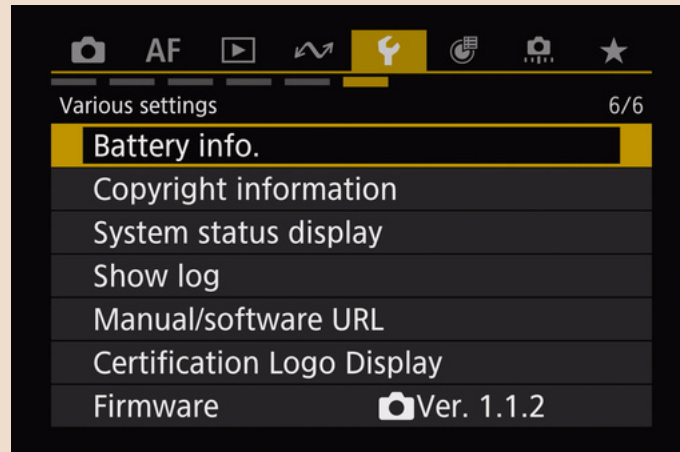 AF
Various settings 6/6
Battery info.
Copyright information
System status display
Show log
Manual/software URL
Certification Logo Display
Firmware Ver. 1.1.2